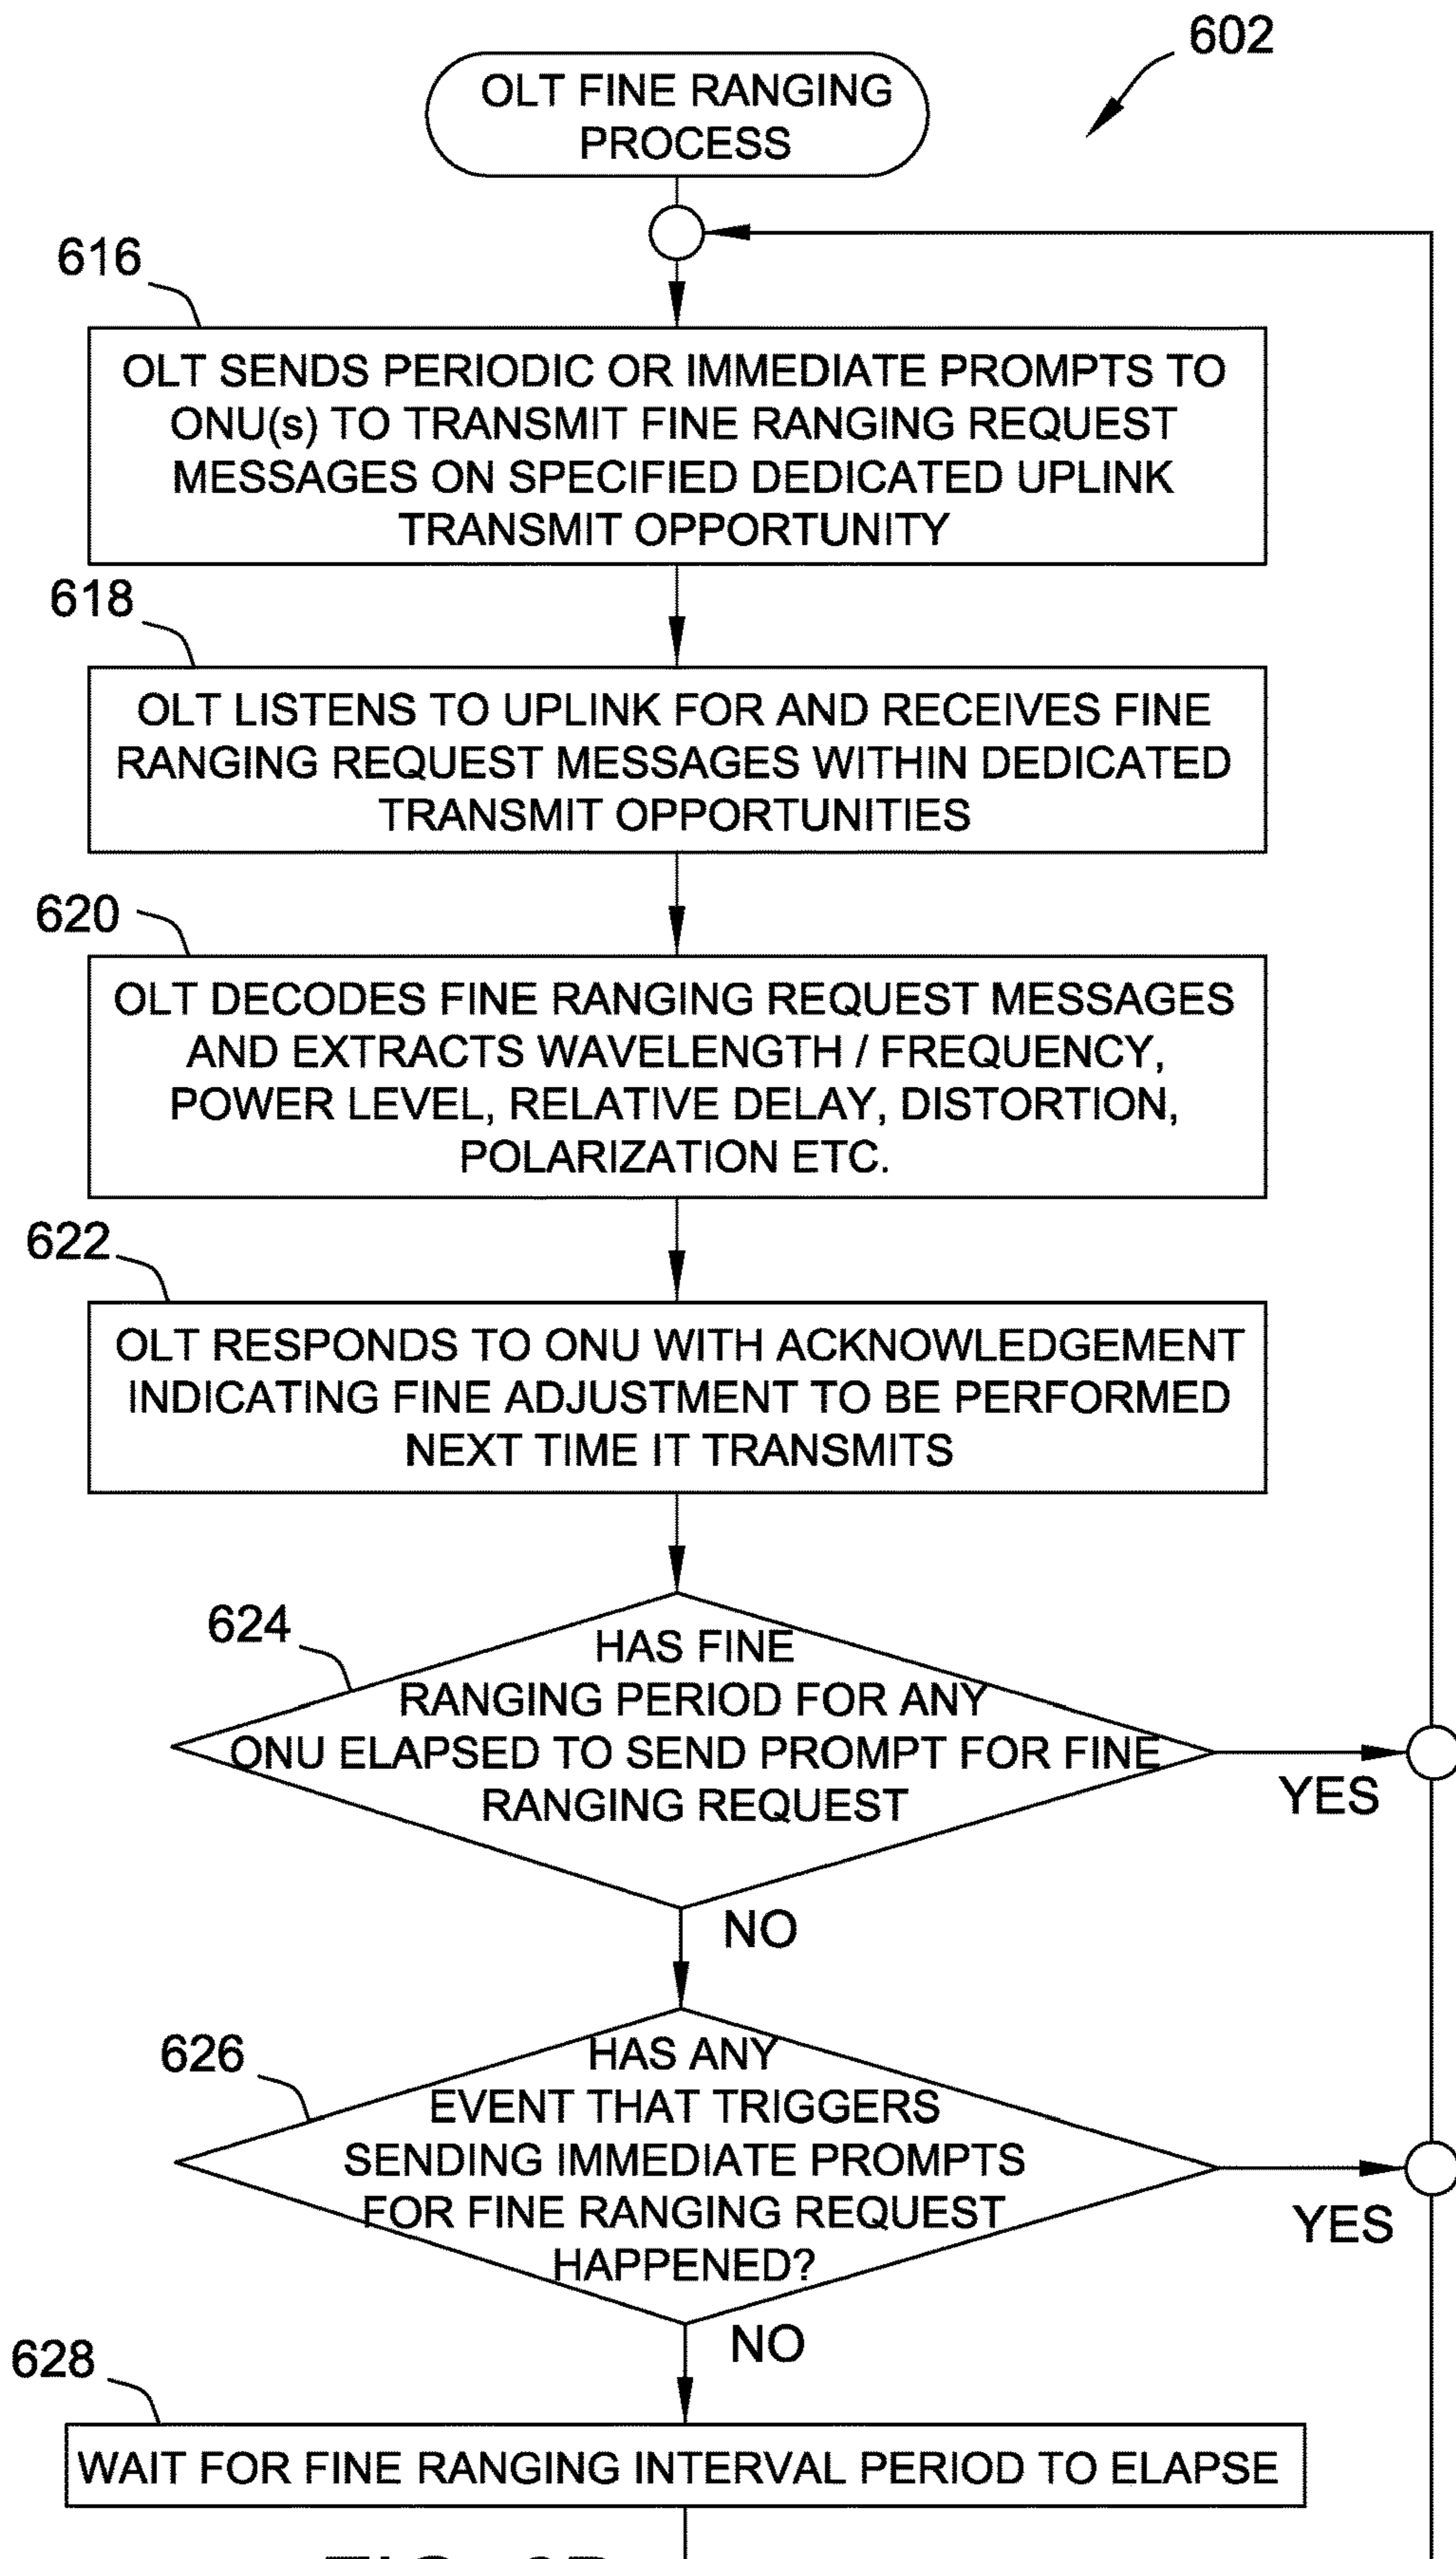 602
OLT FINE RANGING
PROCESS
616
OLT SENDS PERIODIC OR IMMEDIATE PROMPTS TO
ONU(s) TO TRANSMIT FINE RANGING REQUEST
MESSAGES ON SPECIFIED DEDICATED UPLINK
TRANSMIT OPPORTUNITY
618
OLT LISTENS TO UPLINK FOR AND RECEIVES FINE
RANGING REQUEST MESSAGES WITHIN DEDICATED
TRANSMIT OPPORTUNITIES
620
OLT DECODES FINE RANGING REQUEST MESSAGES
AND EXTRACTS WAVELENGTH / FREQUENCY,
POWER LEVEL, RELATIVE DELAY, DISTORTION,
POLARIZATION ETC.
622
OLT RESPONDS TO ONU WITH ACKNOWLEDGEMENT
INDICATING FINE ADJUSTMENT TO BE PERFORMED
NEXT TIME IT TRANSMITS
624
HAS FINE
RANGING PERIOD FOR ANY
ONU ELAPSED TO SEND PROMPT FOR FINE
RANGING REQUEST
YES
NO
626
HAS ANY
EVENT THAT TRIGGERS
SENDING IMMEDIATE PROMPTS
FOR FINE RANGING REQUEST
HAPPENED?
YES
NO
628
WAIT FOR FINE RANGING INTERVAL PERIOD TO ELAPSE